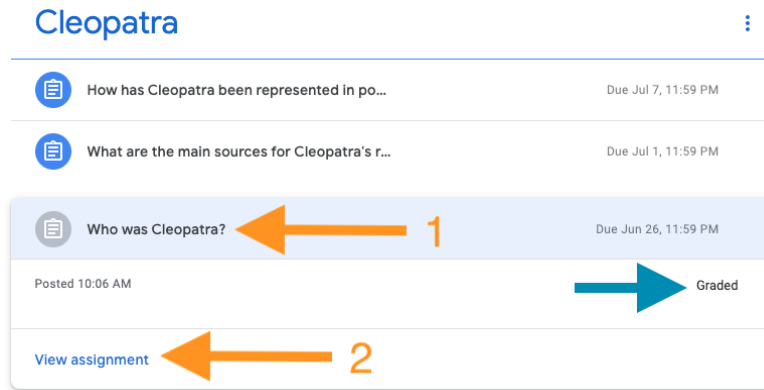 Cleopatra
How has Cleopatra been represented in po... Due Jul 7, 11:59 PM
What are the main sources for Cleopatra's r... Due Jul 1, 11:59 PM
Who was Cleopatra? 1 Due Jun 26, 11:59 PM
Posted 10:06 AM Graded
View assignment 2